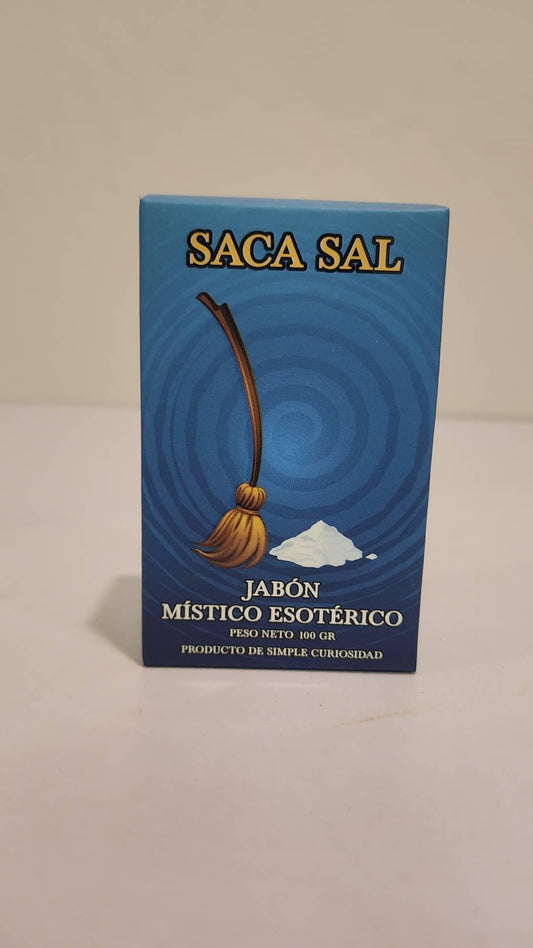 SACA SAL
JABÓN
MÍSTICO ESOTÉRICO
PESO NETO 100 GR
PRODUCTO DE SIMPLE CURIOSIDAD